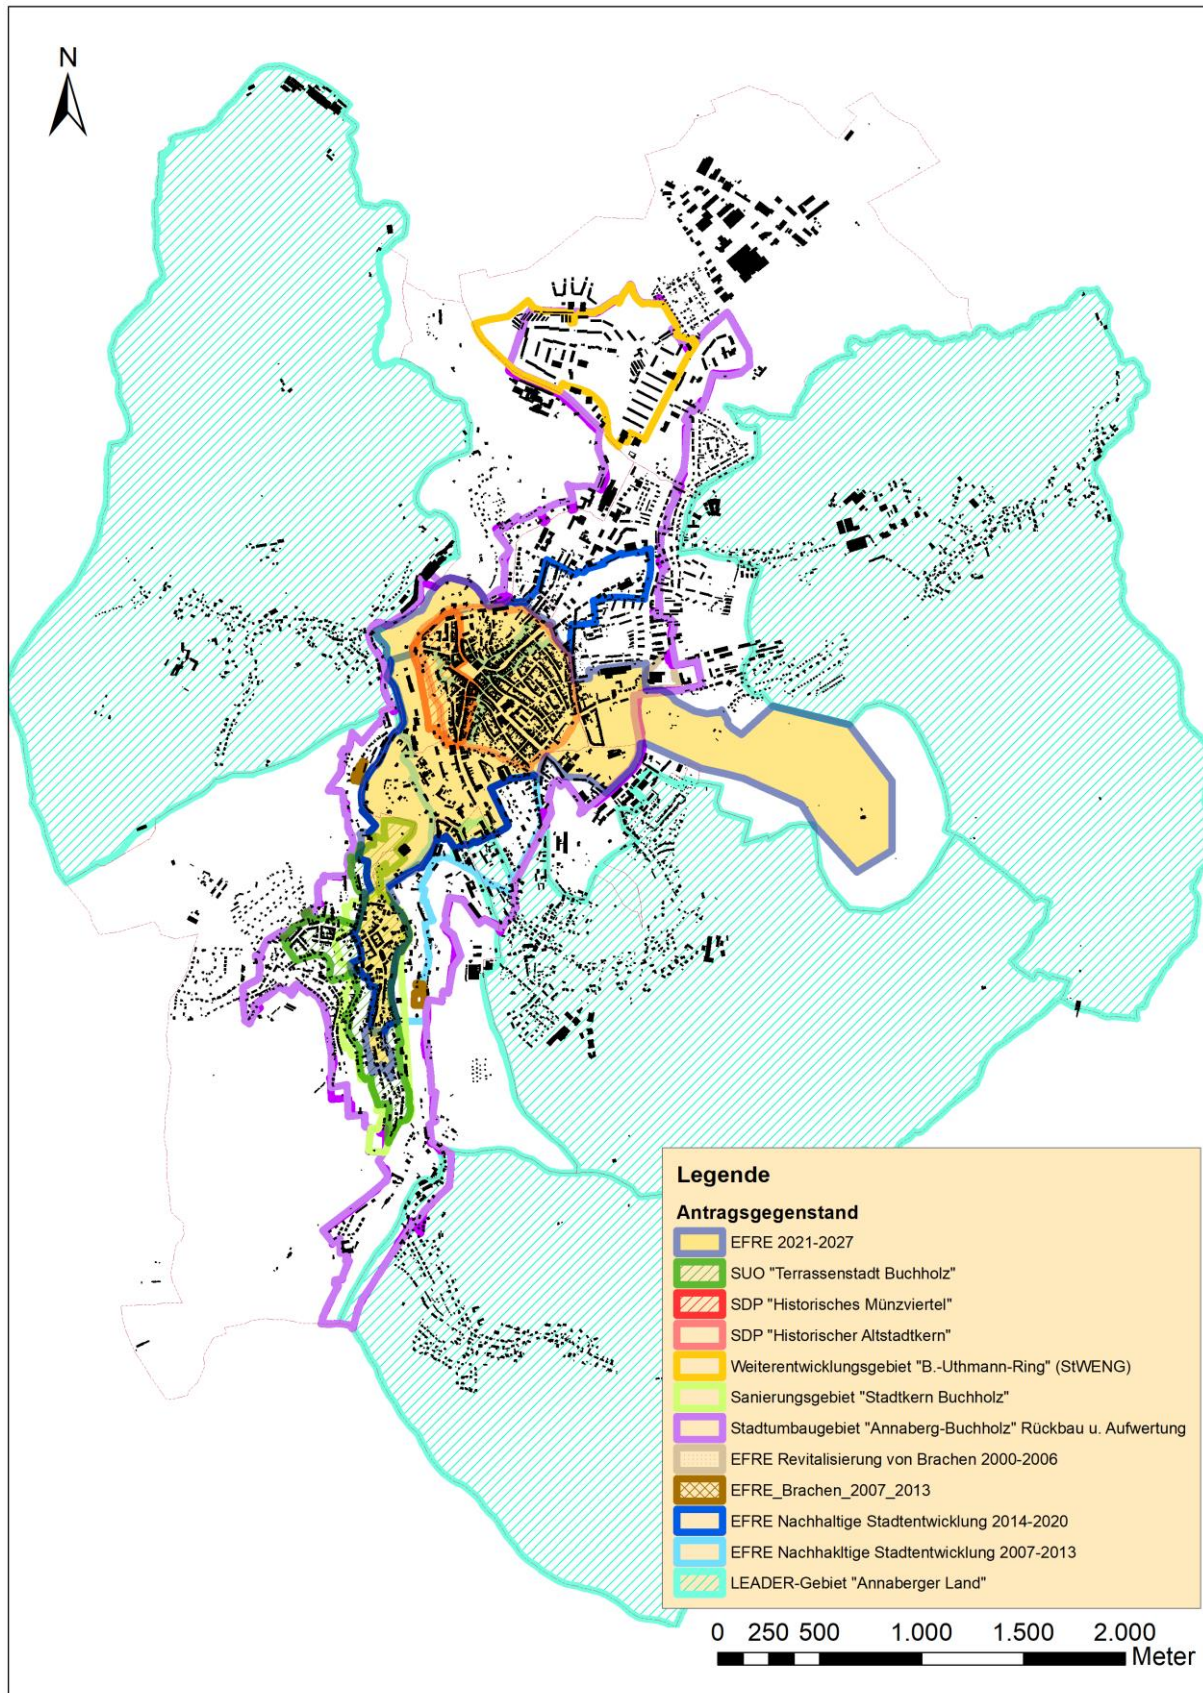 N
Legende
Antragsgegenstand
EFRE 2021-2027
SUO "Terrassenstadt Buchholz"
SDP "Historisches Münzviertel"
SDP "Historischer Altstadtkern"
Weiterentwicklungsgebiet "B.-Uthmann-Ring" (StWENG)
Sanierungsgebiet "Stadtkern Buchholz"
Stadtumbaugebiet "Annaberg-Buchholz" Rückbau u. Aufwertung
EFRE Revitalisierung von Brachen 2000-2006
EFRE_Brachen_2007_2013
EFRE Nachhaltige Stadtentwicklung 2014-2020
EFRE Nachhakltige Stadtentwicklung 2007-2013
LEADER-Gebiet "Annaberger Land"
0 250 500 1.000 1.500 2.000
Meter